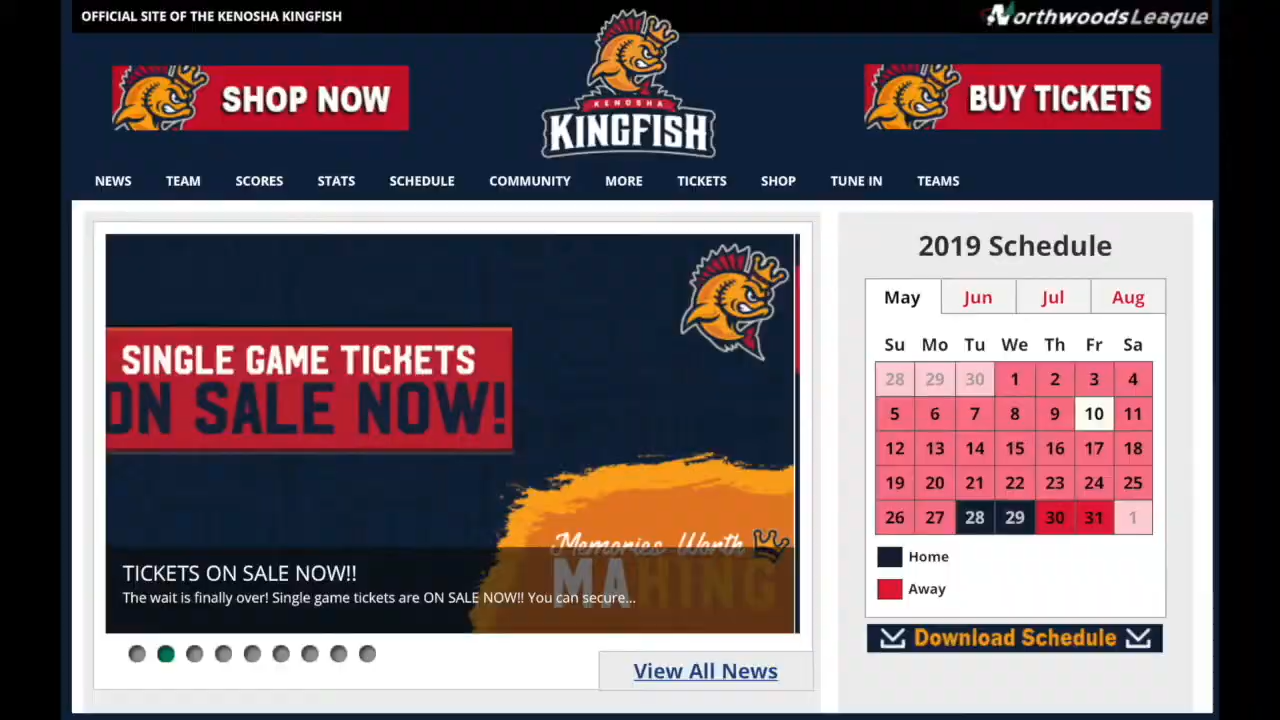 OFFICIAL SITE OF THE KENOSHA KINGFISH
NorthwoodsLeague
SHOP NOW
KENOSHA
KINGFISH
BUY TICKETS
NEWS TEAM SCORES STATS SCHEDULE COMMUNITY MORE TICKETS SHOP TUNE IN TEAMS
SINGLE GAME TICKETS
ON SALE NOW!
Memories Worth
MAKING
TICKETS ON SALE NOW!!
The wait is finally over! Single game tickets are ON SALE NOW!! You can secure...
View All News
2019 Schedule
May Jun Jul Aug
Su Mo Tu We Th Fr Sa
28 29 30 1 2 3 4
5 6 7 8 9 10 11
12 13 14 15 16 17 18
19 20 21 22 23 24 25
26 27 28 29 30 31 1
Home
Away
Download Schedule